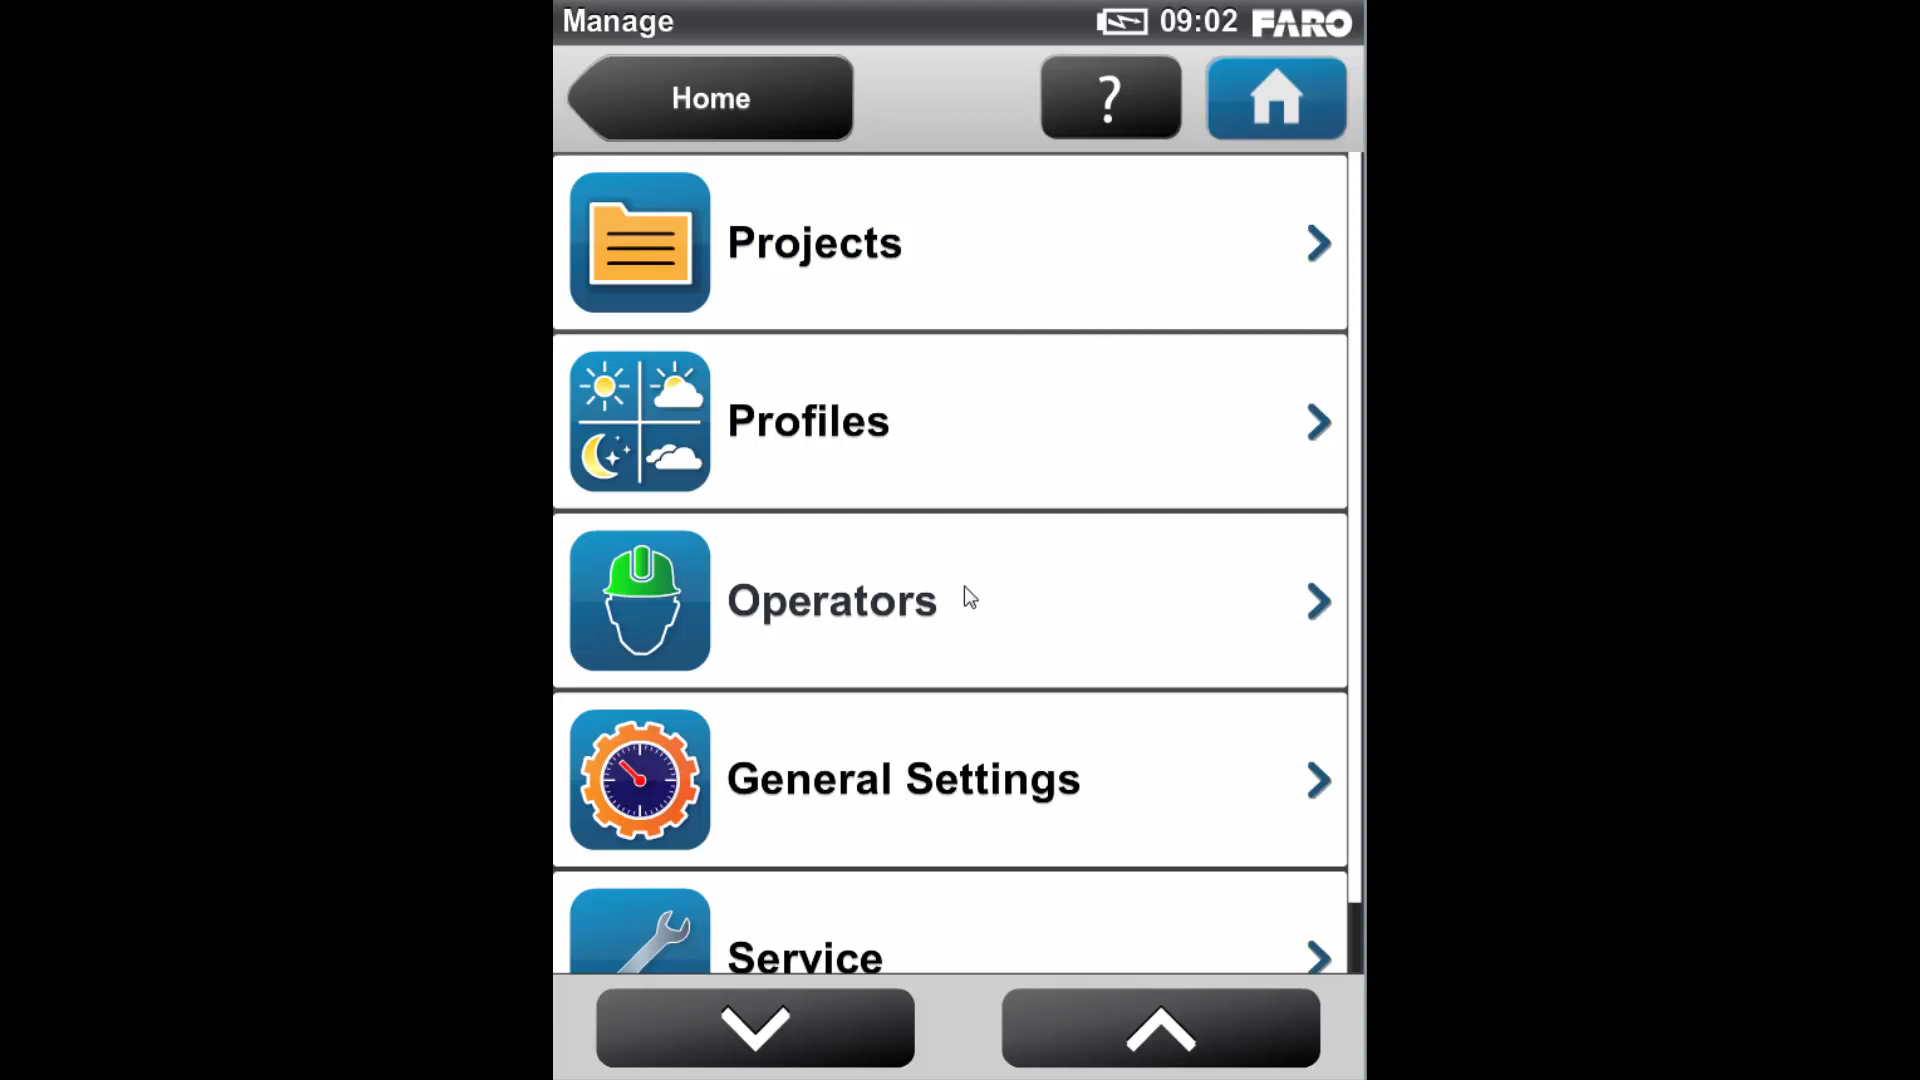 Manage 09:02 FARO
Home ?
Projects
Profiles
Operators
General Settings
Service